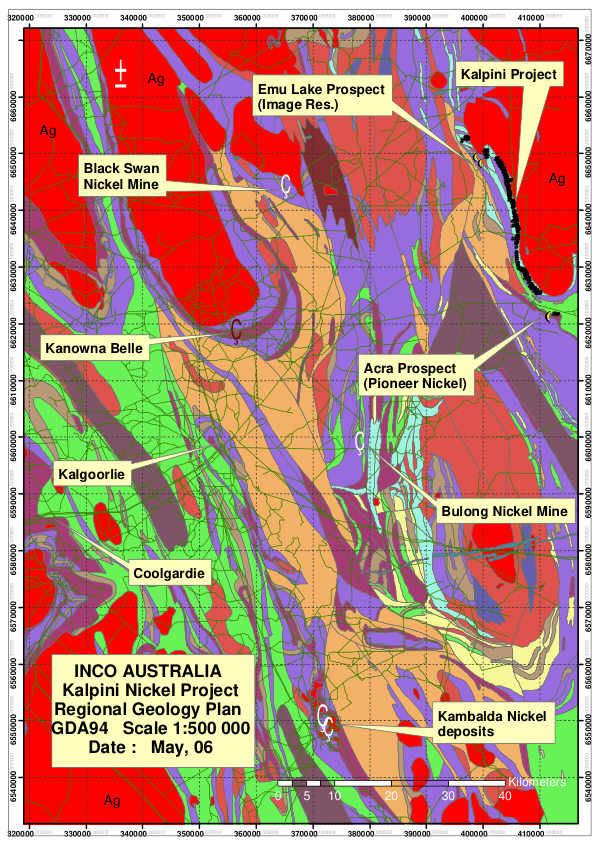 320000 330000 340000 350000 360000 370000 380000 390000 400000 410000
6670000
6660000
6650000
6640000
6630000
6620000
6610000
6600000
6590000
6580000
6570000
6560000
6550000
6540000
Ag
Ag
Ag
Ag
Kalpini Project
Emu Lake Prospect
(Image Res.)
Black Swan
Nickel Mine
Kanowna Belle
Acra Prospect
(Pioneer Nickel)
Kalgoorlie
Bulong Nickel Mine
Coolgardie
INCO AUSTRALIA
Kalpini Nickel Project
Regional Geology Plan
GDA94 Scale 1:500 000
Date : May, 06
Kambalda Nickel
deposits
Kilometers
0 5 10 20 30 40
320000 330000 340000 350000 360000 370000 380000 390000 400000 410000